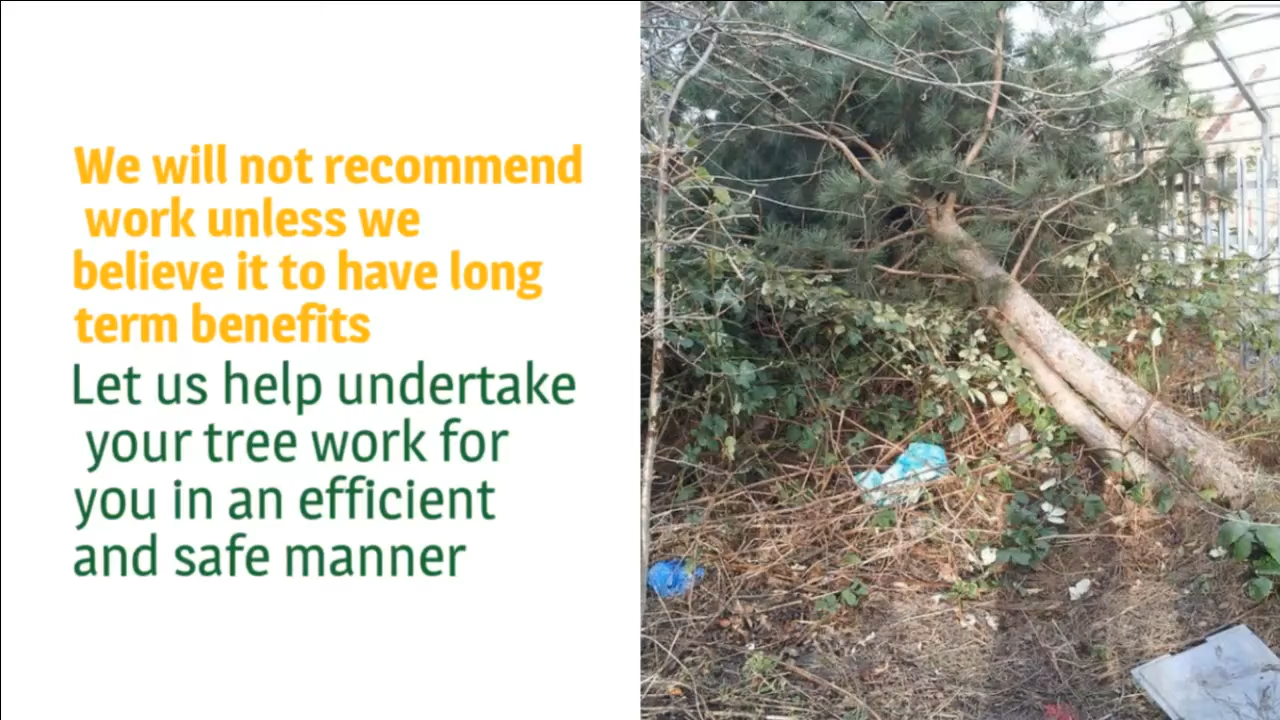 We will not recommend
work unless we
believe it to have long
term benefits
Let us help undertake
your tree work for
you in an efficient
and safe manner